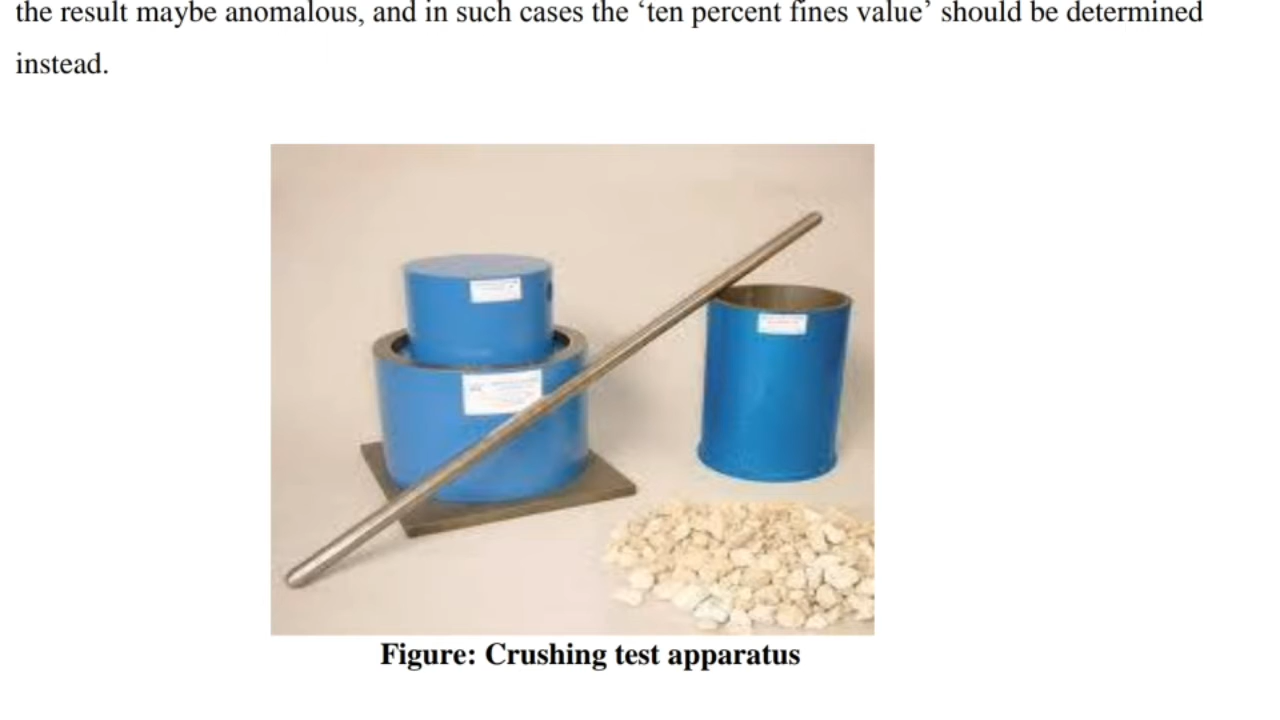 the result maybe anomalous, and in such cases the ‘ten percent fines value’ should be determined
instead.
Figure: Crushing test apparatus